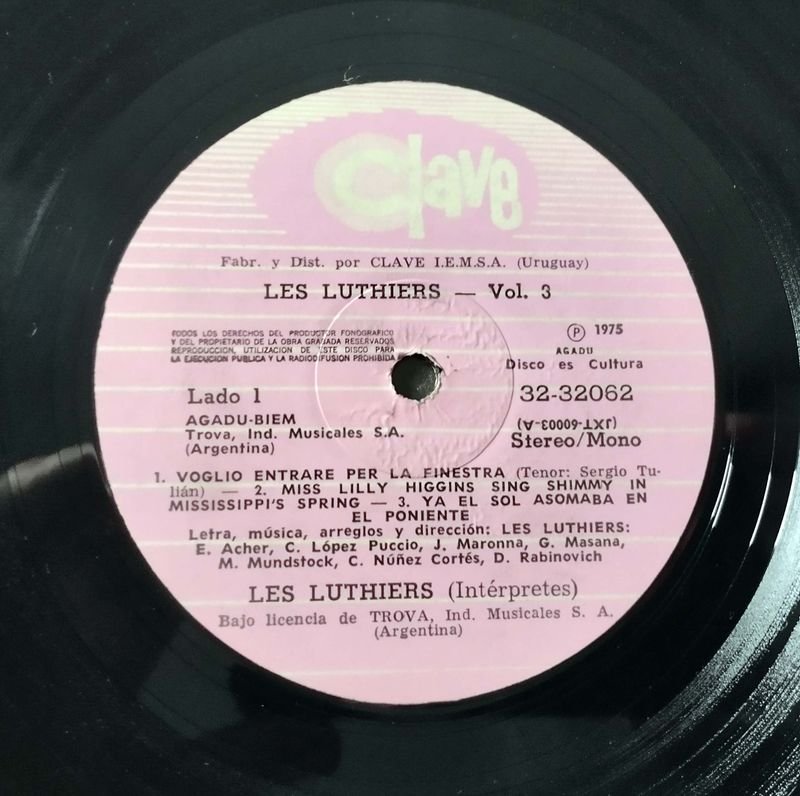 Clave
Fabr. y Dist. por CLAVE I.E.M.S.A. (Uruguay)
LES LUTHIERS — Vol. 3
TODOS LOS DERECHOS DEL PRODUCTOR FONOGRAFICO
Y DEL PROPIETARIO DE LA OBRA GRABADA RESERVADOS
REPRODUCCION, UTILIZACION DE ESTE DISCO PARA
LA EJECUCION PUBLICA Y LA RADIODIFUSION PROHIBIDA
Ⓟ 1975
AGADU
Disco es Cultura
Lado 1
32-32062
AGADU-BIEM
(JXT-60003-A)
Trova, Ind. Musicales S.A.
Stereo/Mono
(Argentina)
1. VOGLIO ENTRARE PER LA FINESTRA (Tenor: Sergio Tu-
lián) — 2. MISS LILLY HIGGINS SING SHIMMY IN
MISSISSIPPI'S SPRING — 3. YA EL SOL ASOMABA EN
EL PONIENTE
Letra, música, arreglos y dirección: LES LUTHIERS:
E. Acher, C. López Puccio, J. Maronna, G. Masana,
M. Mundstock, C. Núñez Cortés, D. Rabinovich
LES LUTHIERS (Intérpretes)
Bajo licencia de TROVA, Ind. Musicales S. A.
(Argentina)